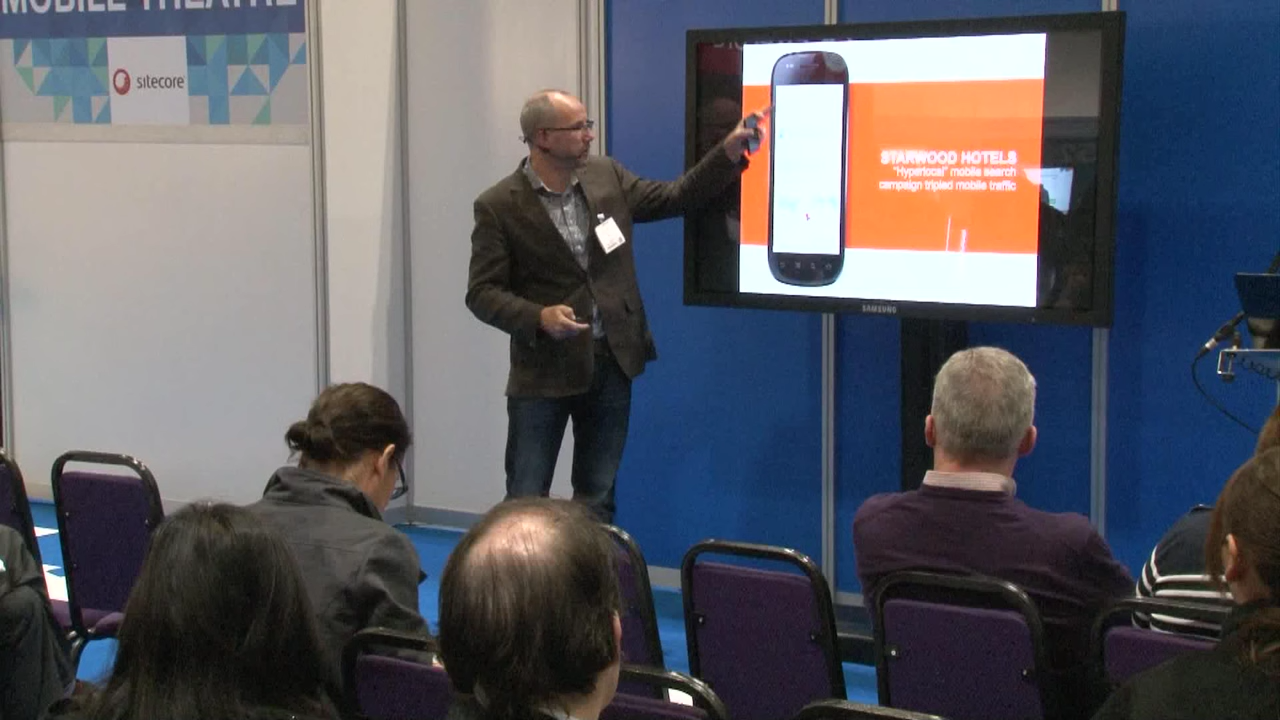 MOBILE THEATRE
sitecore
STARWOOD HOTELS
"Hyperlocal" mobile search
campaign tripled mobile traffic
SAMSUNG